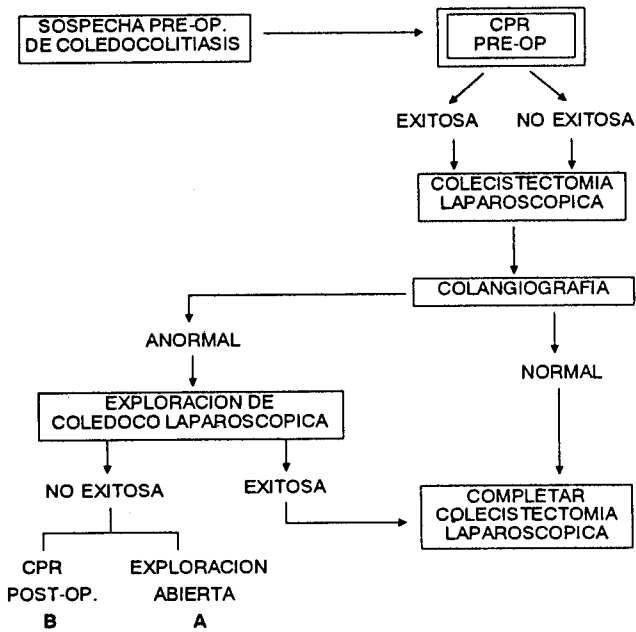 SOSPECHA PRE-OP.
DE COLEDOCOLITIASIS
CPR
PRE-OP
EXITOSA
NO EXITOSA
COLECISTECTOMIA
LAPAROSCOPICA
COLANGIOGRAFIA
ANORMAL
NORMAL
EXPLORACION DE
COLEDOCO LAPAROSCOPICA
NO EXITOSA
EXITOSA
COMPLETAR
COLECISTECTOMIA
LAPAROSCOPICA
CPR
POST-OP.
B
EXPLORACION
ABIERTA
A